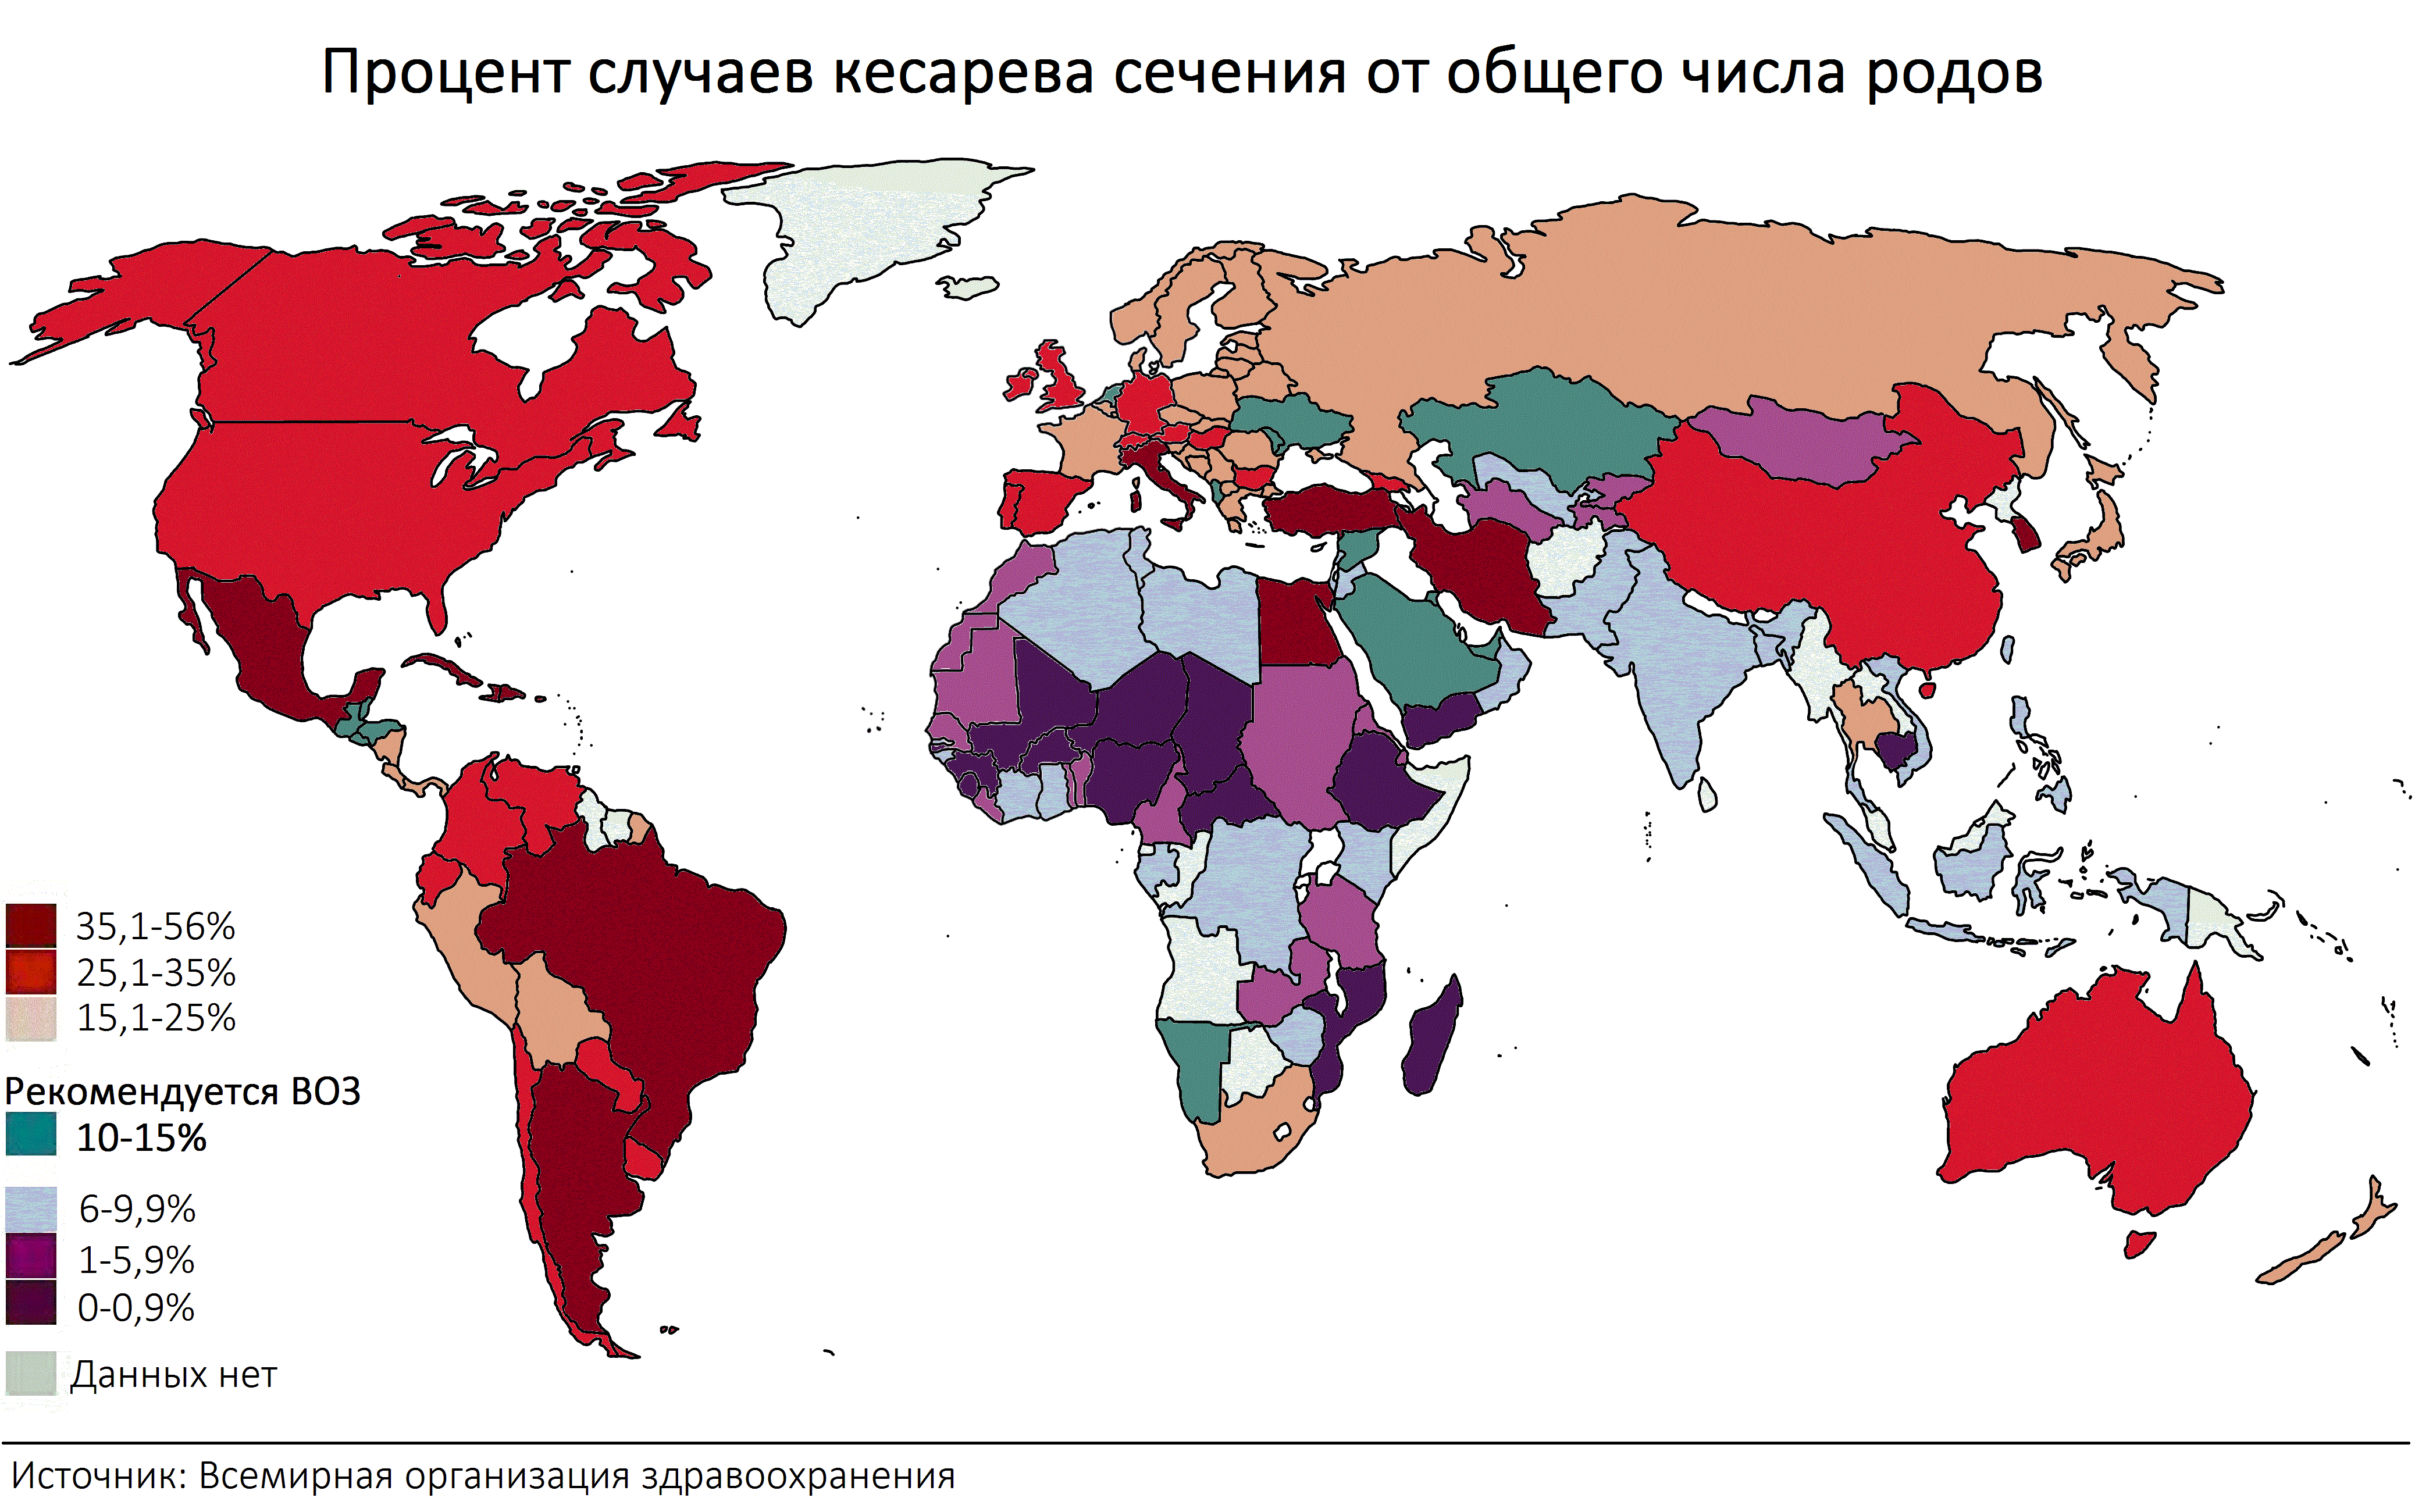 Процент случаев кесарева сечения от общего числа родов
35,1-56%
25,1-35%
15,1-25%
Рекомендуется ВОЗ
10-15%
6-9,9%
1-5,9%
0-0,9%
Данных нет
Источник: Всемирная организация здравоохранения